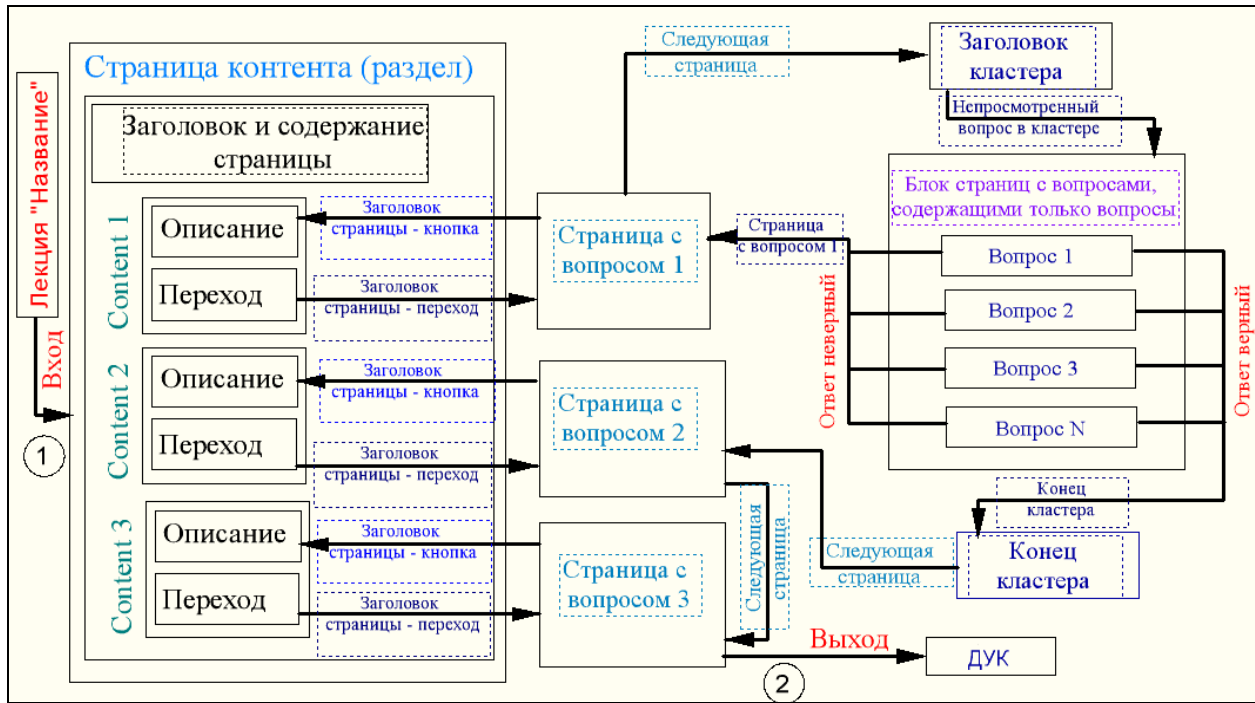 Лекция "Название"
Вход
1
Страница контента (раздел)
Заголовок и содержание
страницы
Content 1
Описание
Переход
Заголовок
страницы - кнопка
Заголовок
страницы - переход
Content 2
Описание
Переход
Заголовок
страницы - кнопка
Заголовок
страницы - переход
Content 3
Описание
Переход
Заголовок
страницы - кнопка
Заголовок
страницы - переход
Страница с
вопросом 1
Страница с
вопросом 2
Страница с
вопросом 3
Следующая
страница
Следующая
страница
Заголовок
кластера
Непросмотренный
вопрос в кластере
Блок страниц с вопросами,
содержащими только вопросы
Вопрос 1
Вопрос 2
Вопрос 3
Вопрос N
Страница
с вопросом 1
Ответ неверный
Ответ верный
Конец
кластера
Конец
кластера
Следующая
страница
Выход
2
ДУК